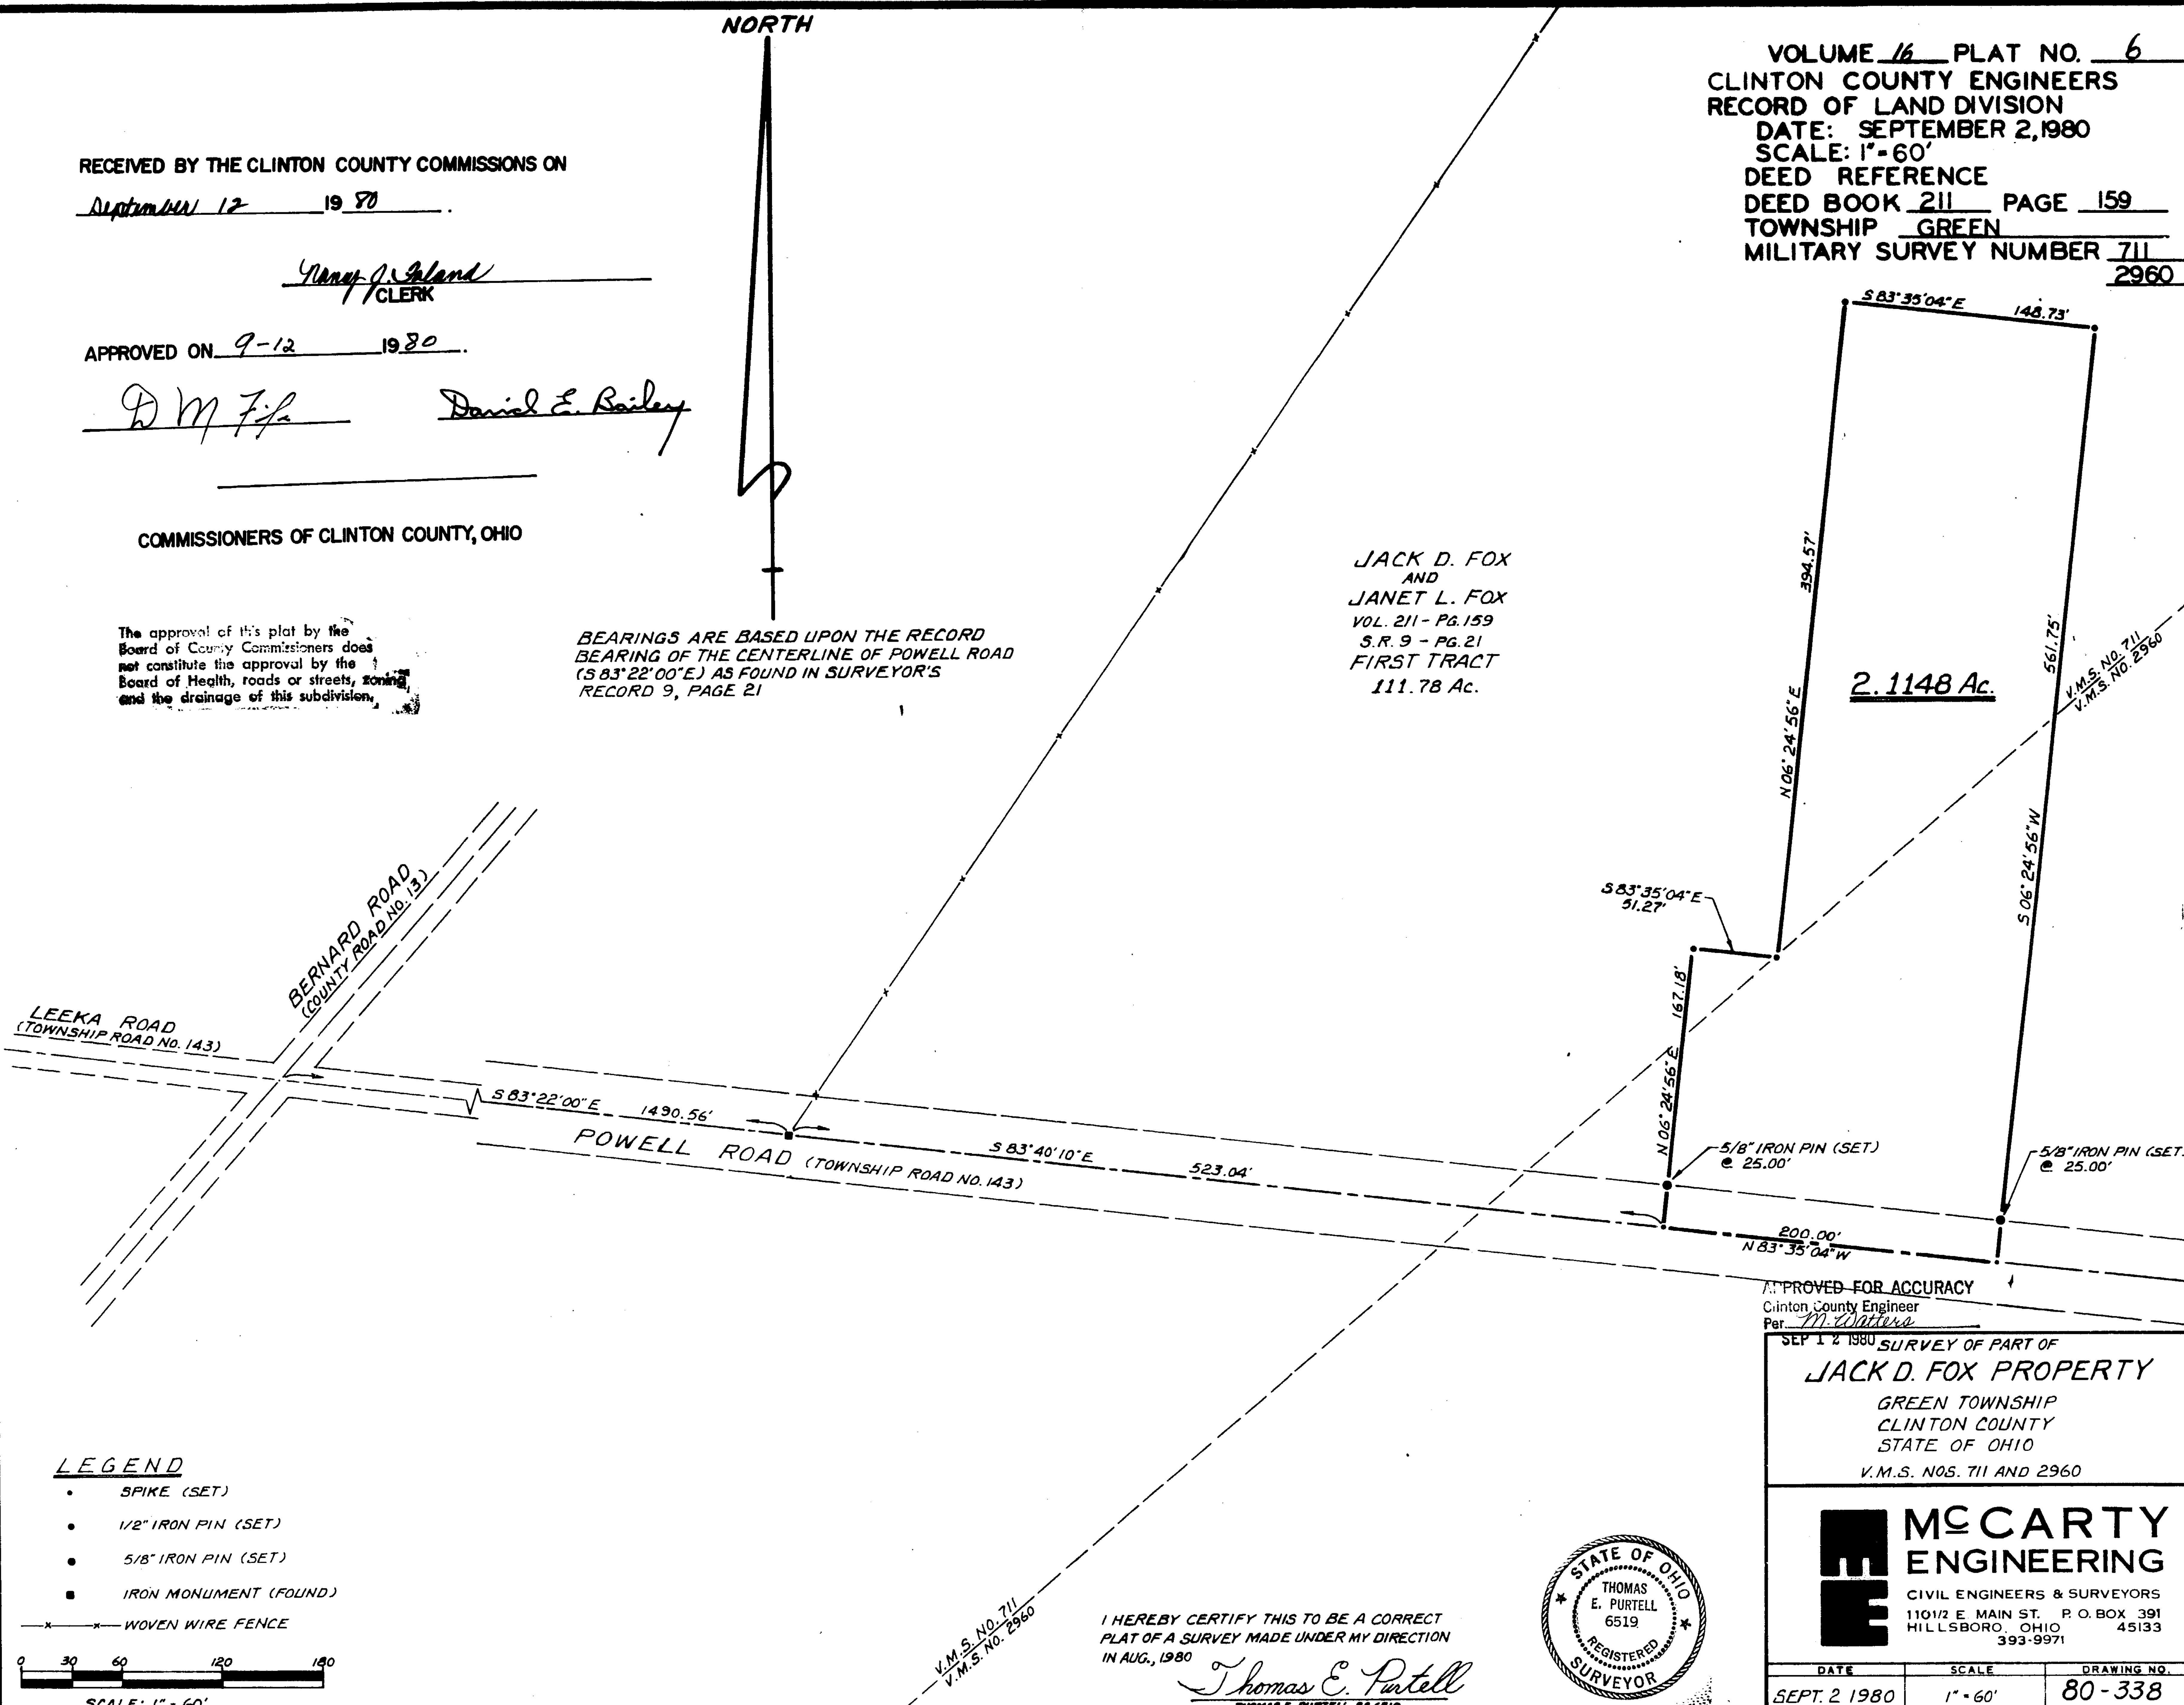 NORTH
VOLUME 16 PLAT NO. 6
CLINTON COUNTY ENGINEERS
RECORD OF LAND DIVISION
DATE: SEPTEMBER 2, 1980
SCALE: 1"=60'
DEED REFERENCE
DEED BOOK 211 PAGE 159
TOWNSHIP GREEN
MILITARY SURVEY NUMBER 711
2960
RECEIVED BY THE CLINTON COUNTY COMMISSIONS ON
September 12 1980.
Nancy J.
CLERK
APPROVED ON 9-12 1980.
D M Fife David E. Bailey
COMMISSIONERS OF CLINTON COUNTY, OHIO
The approval of this plat by the
Board of County Commissioners does
not constitute the approval by the
Board of Health, roads or streets, zoning
and the drainage of this subdivision.
BEARINGS ARE BASED UPON THE RECORD
BEARING OF THE CENTERLINE OF POWELL ROAD
(S 83°22'00"E) AS FOUND IN SURVEYOR'S
RECORD 9, PAGE 21
JACK D. FOX
AND
JANET L. FOX
VOL. 211 - PG. 159
S.R. 9 - PG. 21
FIRST TRACT
111.78 Ac.
S 83°35'04"E 148.73'
394.57'
N 06°24'56"E
2.1148 Ac.
561.75'
S 06°24'56"W
V.M.S. NO. 711
V.M.S. NO. 2960
S 83°35'04"E
51.27'
167.18'
N 06°24'56"E
BERNARD ROAD
(COUNTY ROAD NO. 13)
LEEKA ROAD
(TOWNSHIP ROAD NO. 143)
S 83°22'00"E 1490.56'
POWELL ROAD (TOWNSHIP ROAD NO. 143)
S 83°40'10"E 523.04'
5/8" IRON PIN (SET)
@ 25.00'
5/8" IRON PIN (SET
@ 25.00'
200.00'
N 83°35'04"W
APPROVED FOR ACCURACY
Clinton County Engineer
Per M. Watters
SEP 12 1980
SURVEY OF PART OF
JACK D. FOX PROPERTY
GREEN TOWNSHIP
CLINTON COUNTY
STATE OF OHIO
V.M.S. NOS. 711 AND 2960
LEGEND
SPIKE (SET)
1/2" IRON PIN (SET)
5/8" IRON PIN (SET)
IRON MONUMENT (FOUND)
WOVEN WIRE FENCE
0 30 60 120 180
SCALE: 1" = 60'
V.M.S. NO. 711
V.M.S. NO. 2960
I HEREBY CERTIFY THIS TO BE A CORRECT
PLAT OF A SURVEY MADE UNDER MY DIRECTION
IN AUG., 1980
Thomas E. Purtell
STATE OF OHIO
THOMAS
E. PURTELL
6519
REGISTERED
SURVEYOR
McCARTY
ENGINEERING
CIVIL ENGINEERS & SURVEYORS
110 1/2 E MAIN ST. P.O. BOX 391
HILLSBORO, OHIO 45133
393-9971
DATE SCALE DRAWING NO.
SEPT. 2 1980 1"=60' 80-338